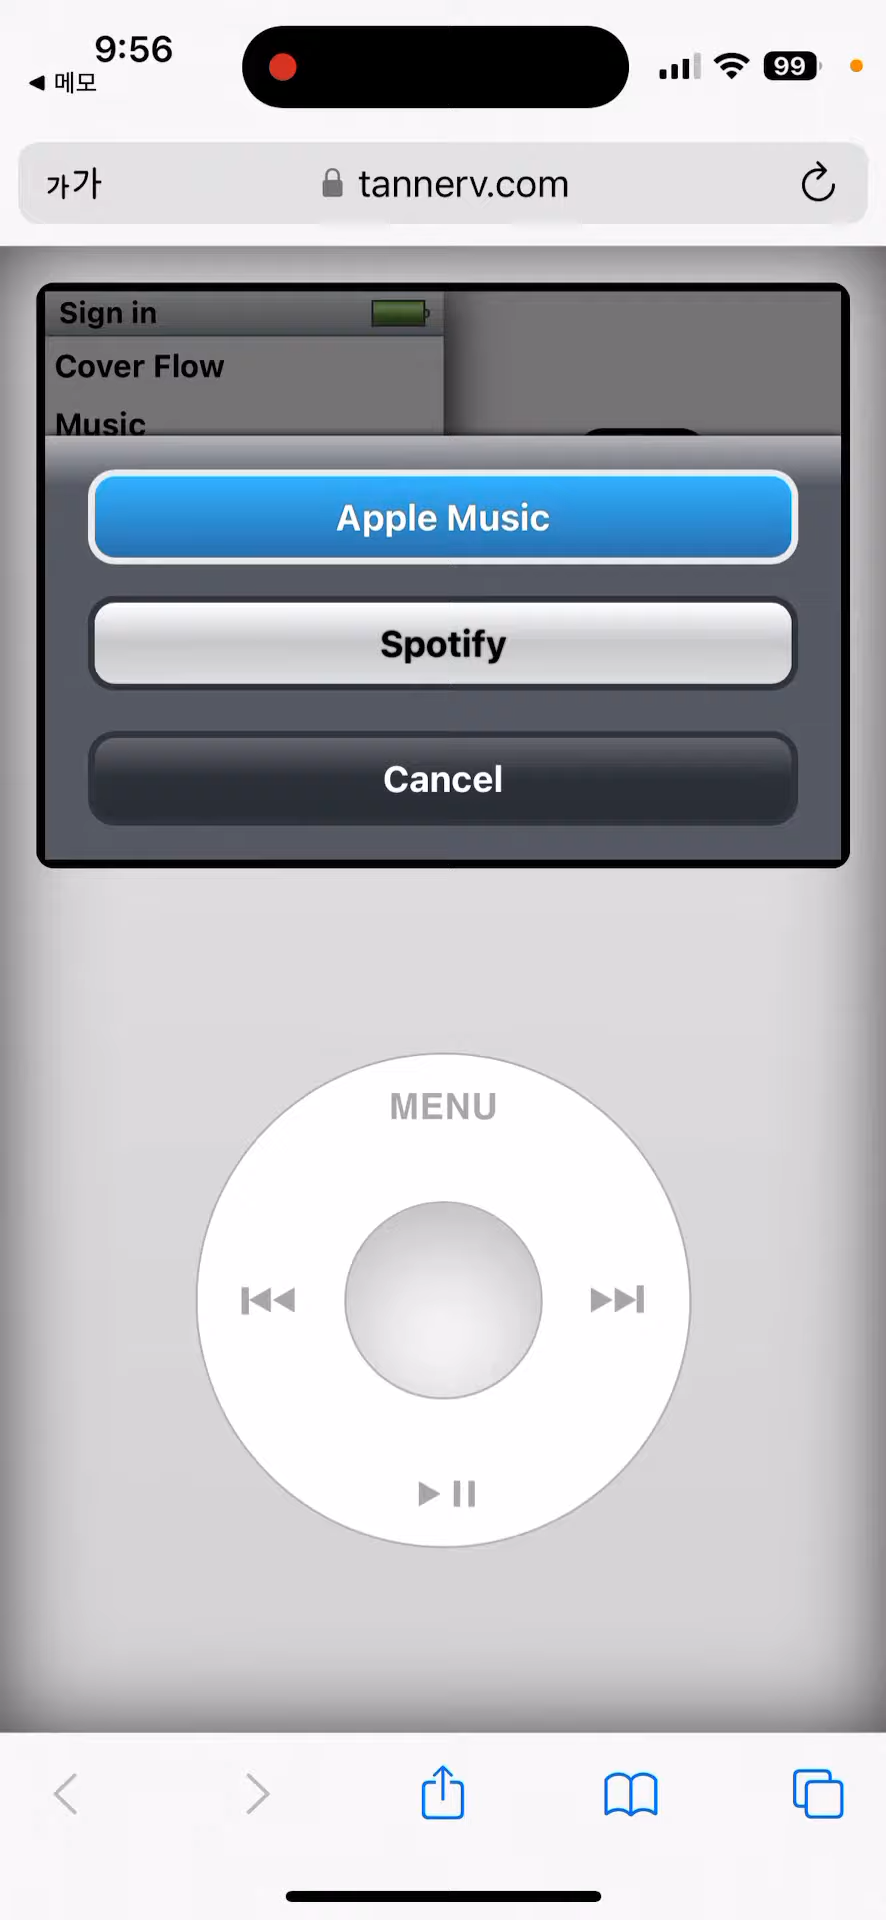 9:56
메모
99
가가
tannerv.com
Sign in
Cover Flow
Music
Apple Music
Spotify
Cancel
MENU